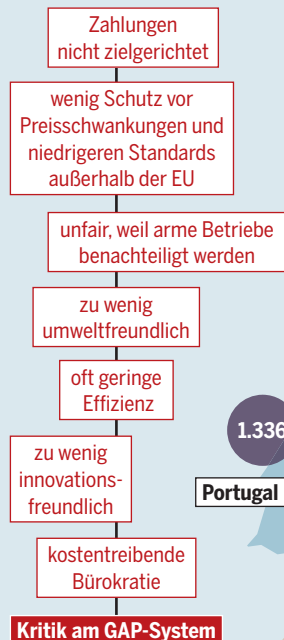 Zahlungen
nicht zielgerichtet
wenig Schutz vor
Preisschwankungen und
niedrigeren Standards
außerhalb der EU
unfair, weil arme Betriebe
benachteiligt werden
zu wenig
umweltfreundlich
oft geringe
Effizienz
zu wenig
innovations-
freundlich
kostentreibende
Bürokratie
Kritik am GAP-System
1.336
Portugal